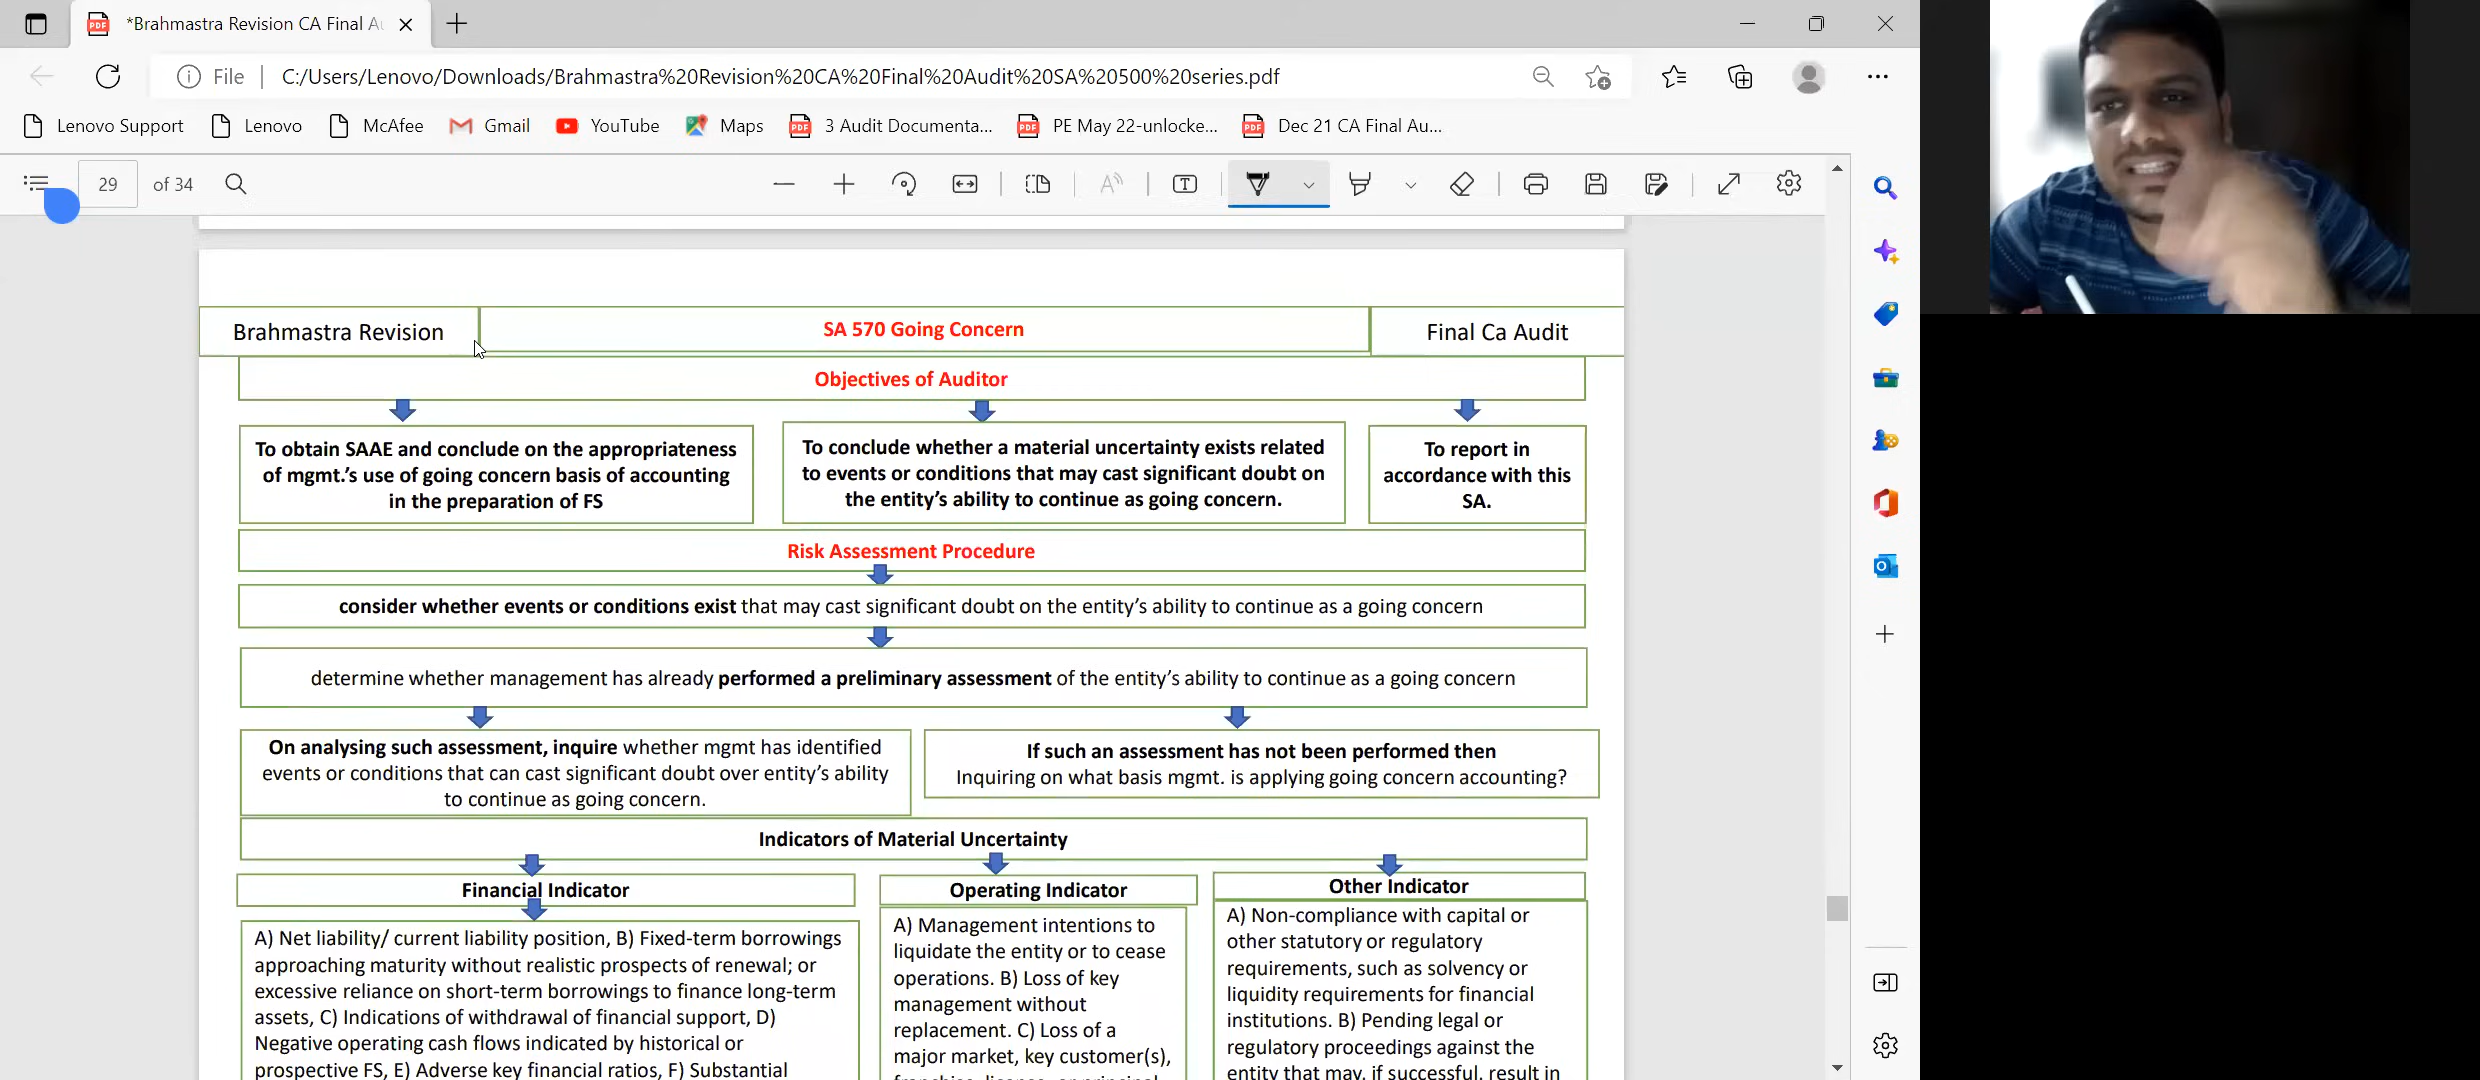 *Brahmastra Revision CA Final Au
File
C:/Users/Lenovo/Downloads/Brahmastra%20Revision%20CA%20Final%20Audit%20SA%20500%20series.pdf
Lenovo Support
Lenovo
McAfee
Gmail
YouTube
Maps
3 Audit Documenta...
PE May 22-unlocke...
Dec 21 CA Final Au...
29 of 34
Brahmastra Revision
SA 570 Going Concern
Final Ca Audit
Objectives of Auditor
To obtain SAAE and conclude on the appropriateness
of mgmt.’s use of going concern basis of accounting
in the preparation of FS
To conclude whether a material uncertainty exists related
to events or conditions that may cast significant doubt on
the entity’s ability to continue as going concern.
To report in
accordance with this
SA.
Risk Assessment Procedure
consider whether events or conditions exist that may cast significant doubt on the entity’s ability to continue as a going concern
determine whether management has already performed a preliminary assessment of the entity’s ability to continue as a going concern
On analysing such assessment, inquire whether mgmt has identified
events or conditions that can cast significant doubt over entity’s ability
to continue as going concern.
If such an assessment has not been performed then
Inquiring on what basis mgmt. is applying going concern accounting?
Indicators of Material Uncertainty
Financial Indicator
A) Net liability/ current liability position, B) Fixed-term borrowings
approaching maturity without realistic prospects of renewal; or
excessive reliance on short-term borrowings to finance long-term
assets, C) Indications of withdrawal of financial support, D)
Negative operating cash flows indicated by historical or
prospective FS, E) Adverse key financial ratios, F) Substantial
Operating Indicator
A) Management intentions to
liquidate the entity or to cease
operations. B) Loss of key
management without
replacement. C) Loss of a
major market, key customer(s),
Other Indicator
A) Non-compliance with capital or
other statutory or regulatory
requirements, such as solvency or
liquidity requirements for financial
institutions. B) Pending legal or
regulatory proceedings against the
entity that may, if successful, result in